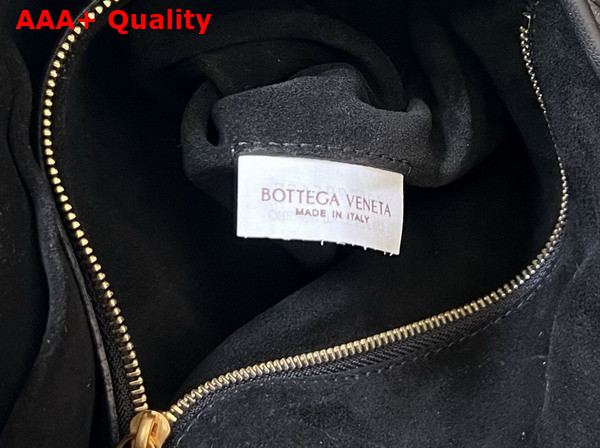 AAA+ Quality
BOTTEGA VENETA
MADE IN ITALY